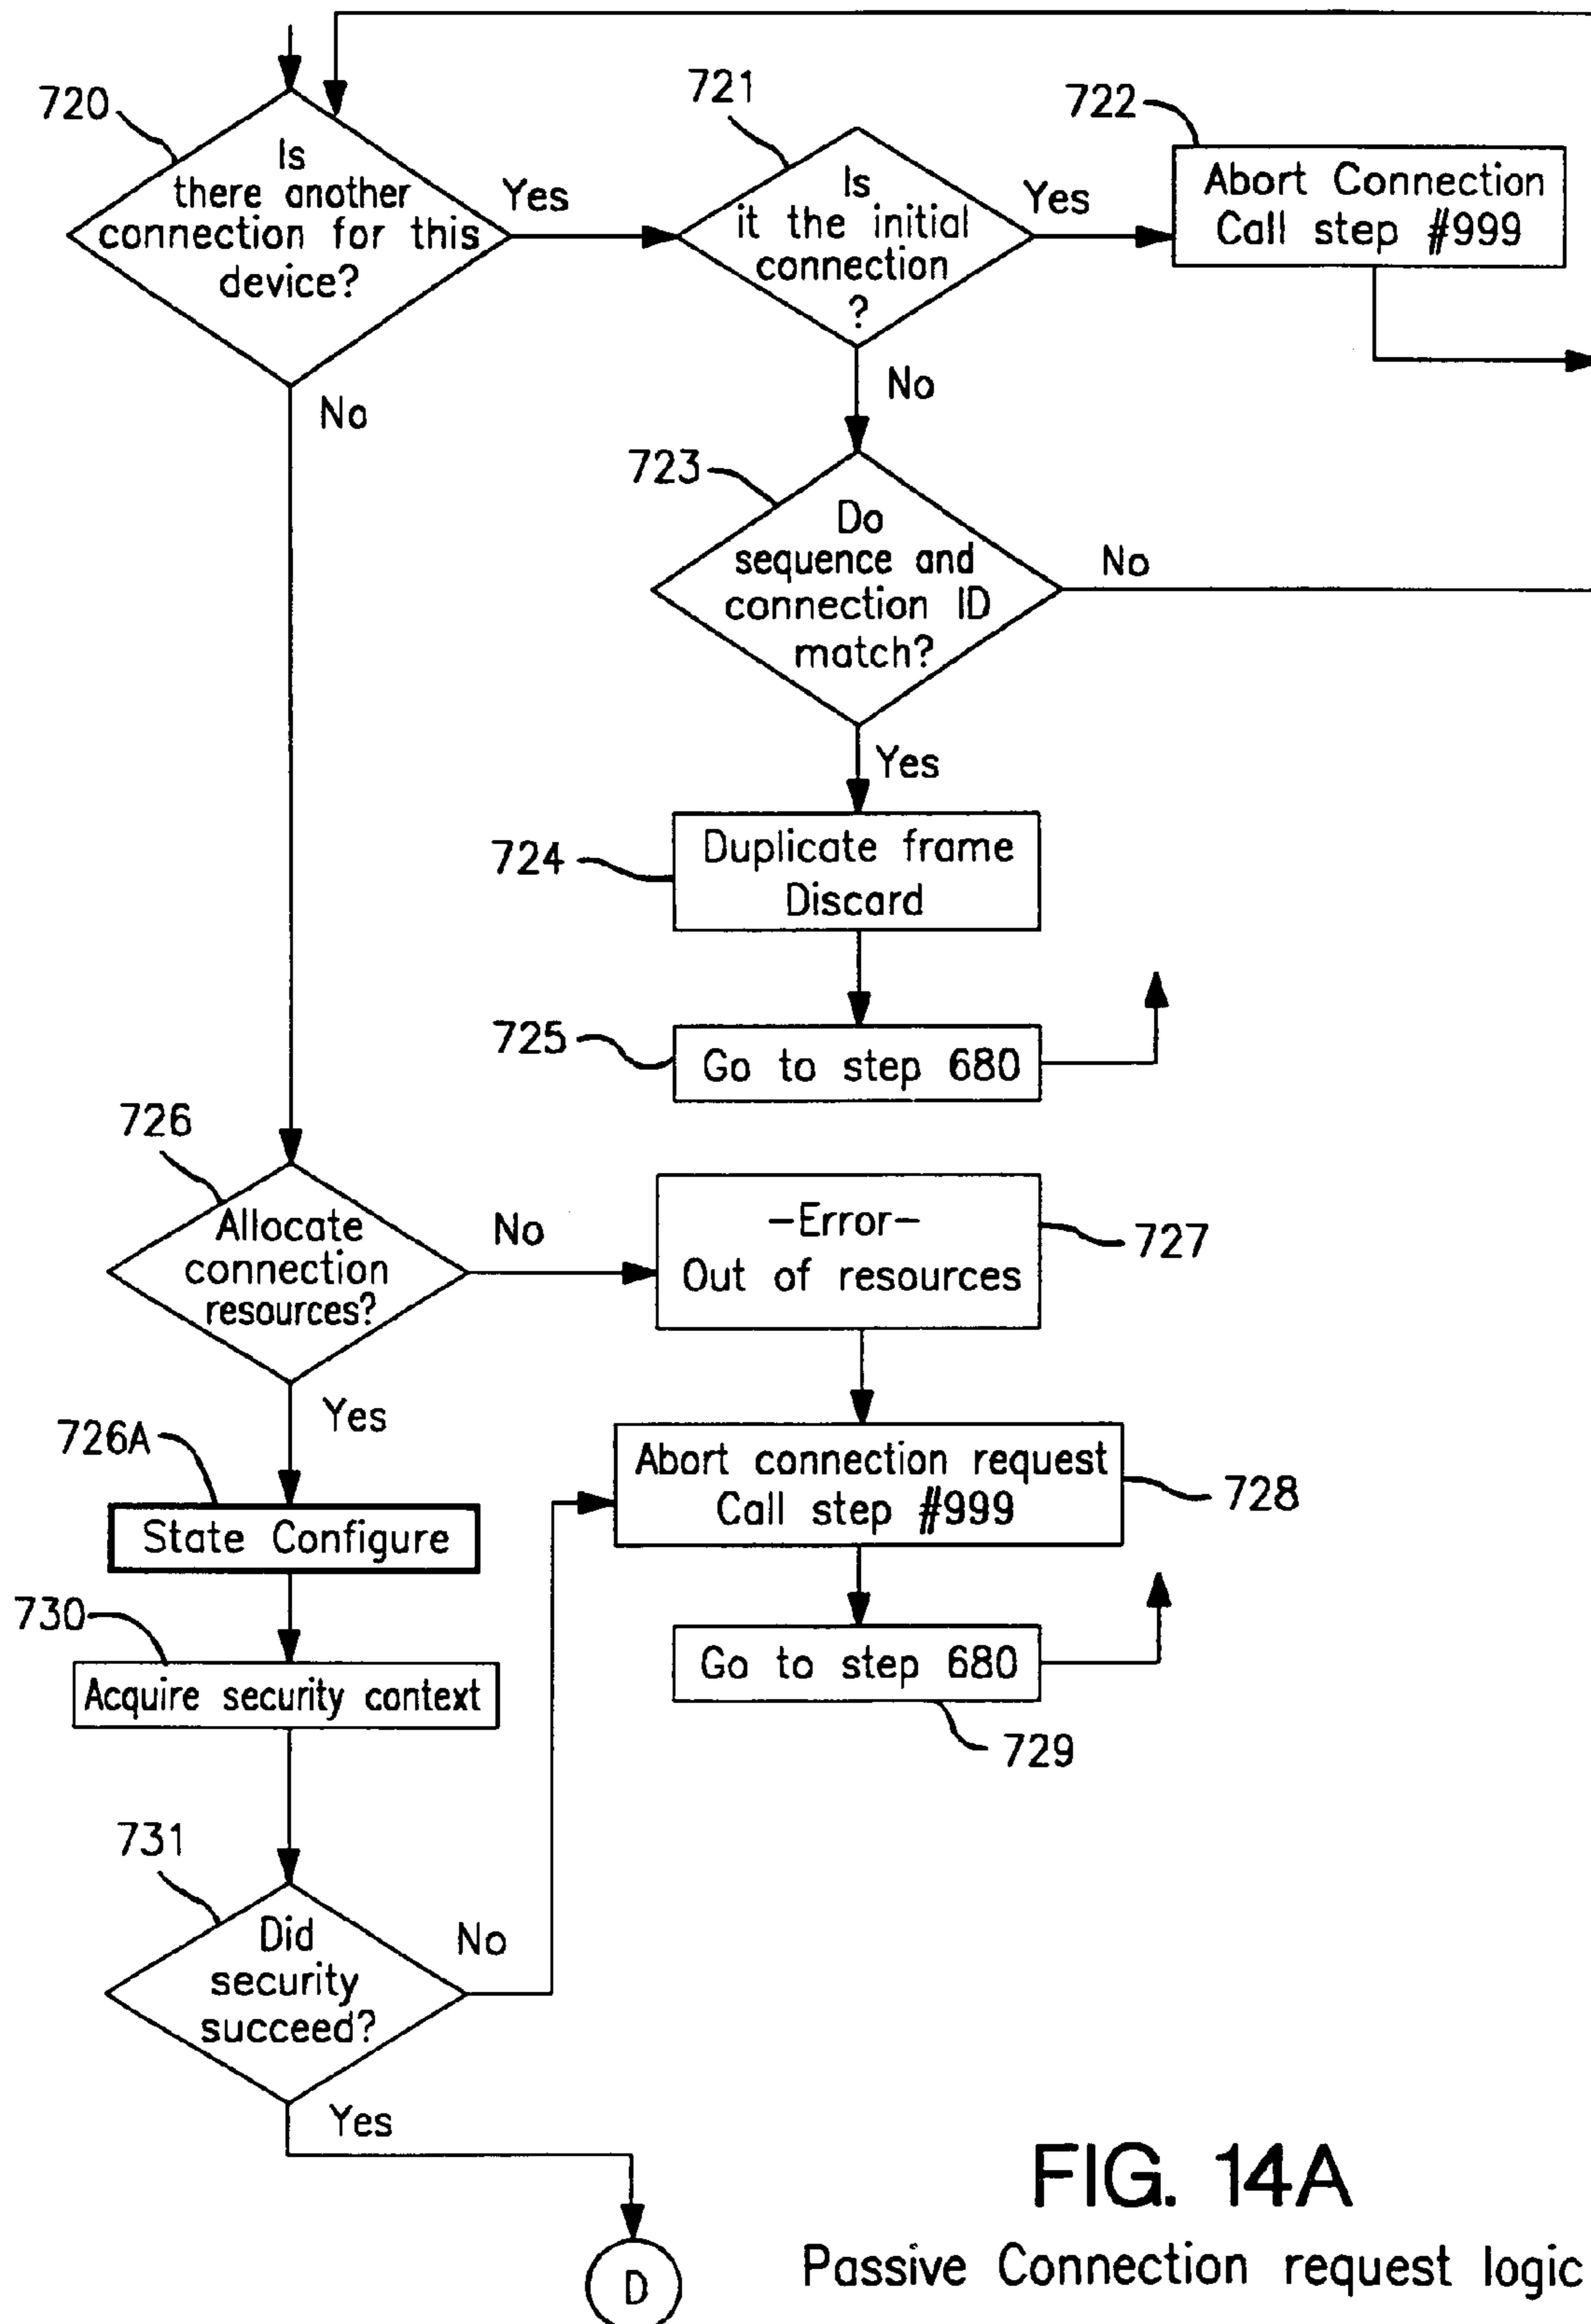 720
Is
there another
connection for this
device?
Yes
No
721
Is
it the initial
connection
?
Yes
No
722
Abort Connection
Call step #999
723
Do
sequence and
connection ID
match?
No
Yes
724
Duplicate frame
Discard
725
Go to step 680
726
Allocate
connection
resources?
No
Yes
-Error-
Out of resources
727
726A
State Configure
Abort connection request
Call step #999
728
730
Acquire security context
Go to step 680
729
731
Did
security
succeed?
No
Yes
D
FIG. 14A
Passive Connection request logic